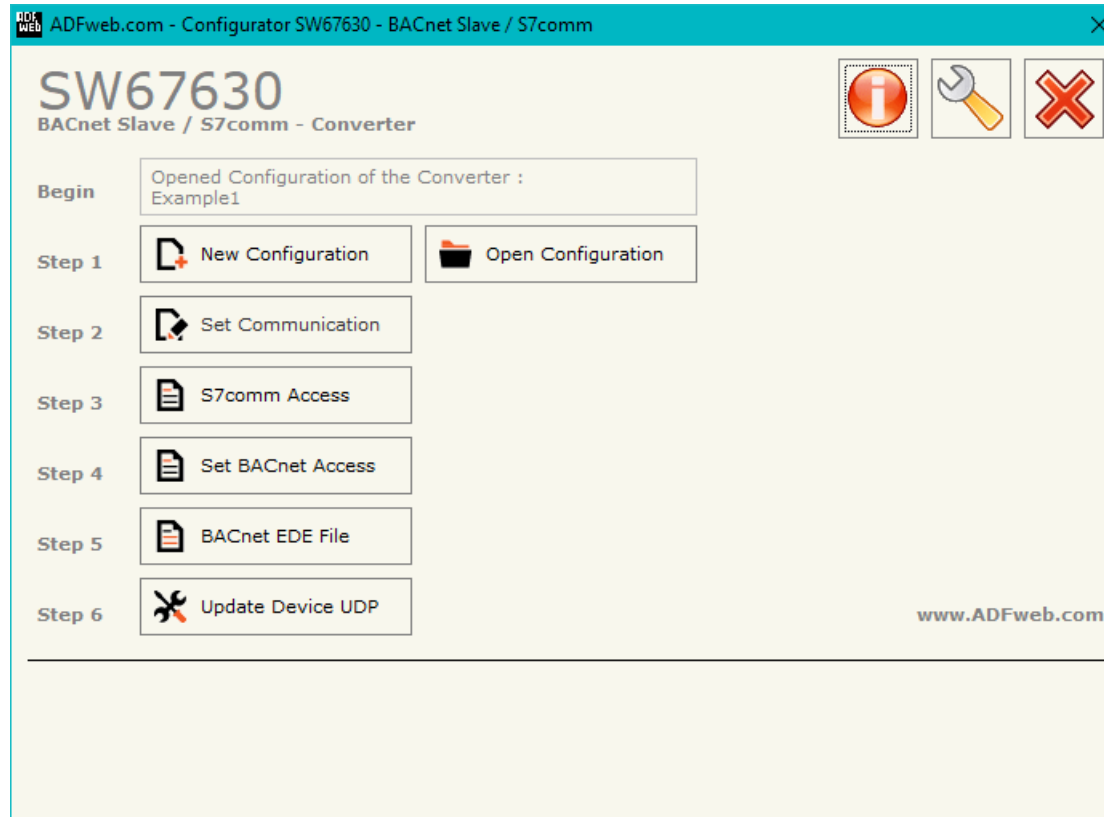 ADF
WEB
ADFweb.com - Configurator SW67630 - BACnet Slave / S7comm
SW67630
BACnet Slave / S7comm - Converter
Begin
Opened Configuration of the Converter :
Example1
Step 1
New Configuration
Open Configuration
Step 2
Set Communication
Step 3
S7comm Access
Step 4
Set BACnet Access
Step 5
BACnet EDE File
Step 6
Update Device UDP
www.ADFweb.com